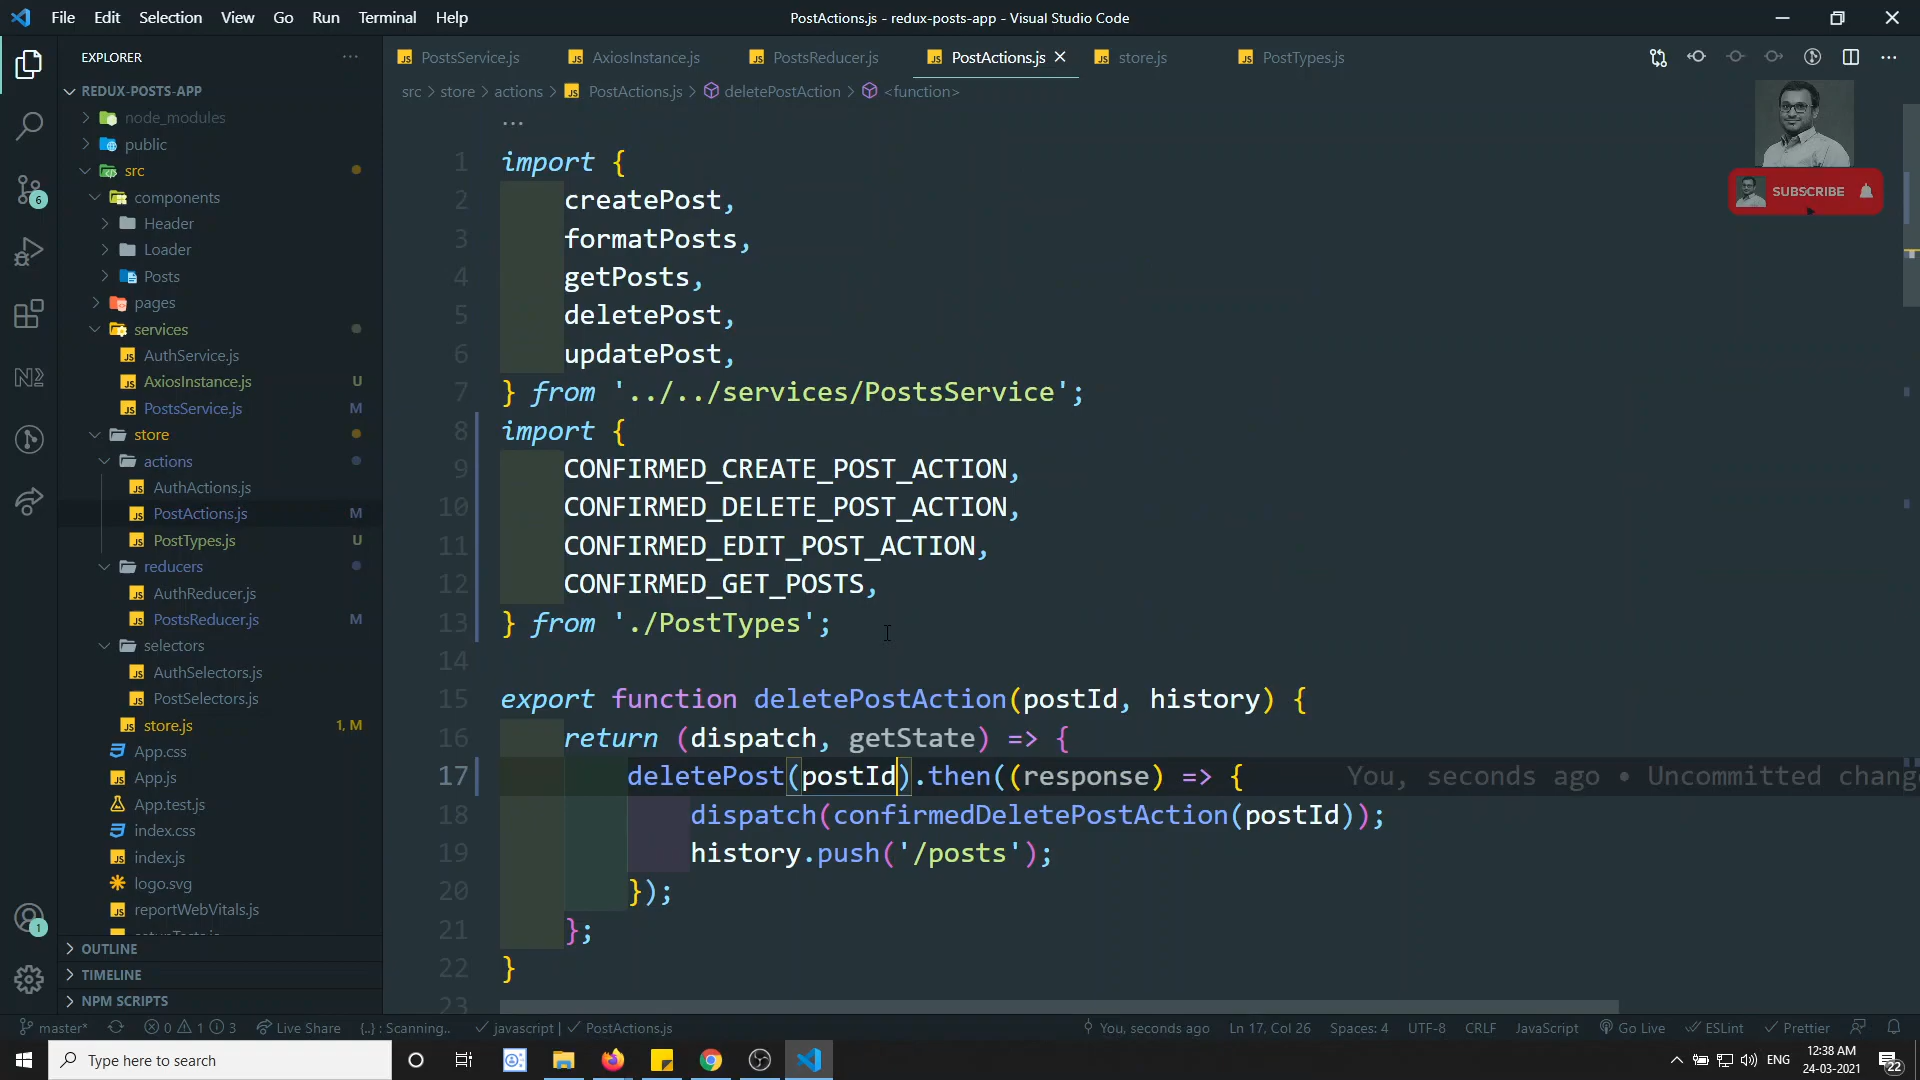 File Edit Selection View Go Run Terminal Help
PostActions.js - redux-posts-app - Visual Studio Code
EXPLORER
REDUX-POSTS-APP
node_modules
public
src
components
Header
Loader
Posts
pages
services
AuthService.js
AxiosInstance.js U
PostsService.js M
store
actions
AuthActions.js
PostActions.js M
PostTypes.js U
reducers
AuthReducer.js
PostsReducer.js M
selectors
AuthSelectors.js
PostSelectors.js
store.js 1, M
App.css
App.js
App.test.js
index.css
index.js
logo.svg
reportWebVitals.js
OUTLINE
TIMELINE
NPM SCRIPTS
6
1
PostsService.js AxiosInstance.js PostsReducer.js PostActions.js store.js PostTypes.js
src > store > actions > PostActions.js > deletePostAction > <function>
SUBSCRIBE
...
1 import {
2 createPost,
3 formatPosts,
4 getPosts,
5 deletePost,
6 updatePost,
7 } from '../../services/PostsService';
8 import {
9 CONFIRMED_CREATE_POST_ACTION,
10 CONFIRMED_DELETE_POST_ACTION,
11 CONFIRMED_EDIT_POST_ACTION,
12 CONFIRMED_GET_POSTS,
13 } from './PostTypes';
14
15 export function deletePostAction(postId, history) {
16 return (dispatch, getState) => {
17 deletePost(postId).then((response) => { You, seconds ago • Uncommitted chang
18 dispatch(confirmedDeletePostAction(postId));
19 history.push('/posts');
20 });
21 };
22 }
23
master* 0 1 3 Live Share {..} : Scanning.. javascript | PostActions.js You, seconds ago Ln 17, Col 26 Spaces: 4 UTF-8 CRLF JavaScript Go Live ESLint Prettier
Type here to search
ENG
12:38 AM
24-03-2021
22